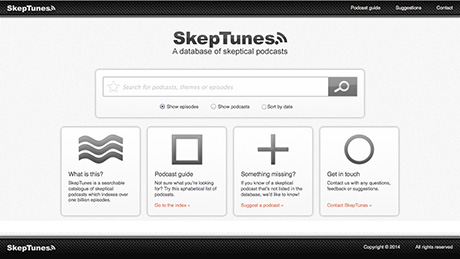 SkepTunes
Podcast guide
Suggestions
Contact
SkepTunes
A database of skeptical podcasts
Search for podcasts, themes or episodes
Show episodes
Show podcasts
Sort by date
What is this?
SkepTunes is a searchable
catalogue of skeptical
podcasts which indexes over
one billion episodes.
Podcast guide
Not sure what you're looking
for? Try this alphabetical list of
podcasts.
Go to the index »
Something missing?
If you know of a skeptical
podcast that's not listed in the
database, we'd like to know!
Suggest a podcast »
Get in touch
Contact us with any questions,
feedback or suggestions.
Contact SkepTunes »
SkepTunes
Copyright © 2014
All rights reserved